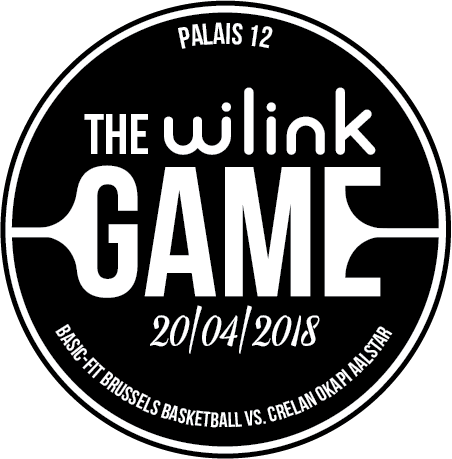 PALAIS 12
THE wilink
GAME
20/04/2018
BASIC-FIT BRUSSELS BASKETBALL VS. CRELAN OKAPI AALSTAR